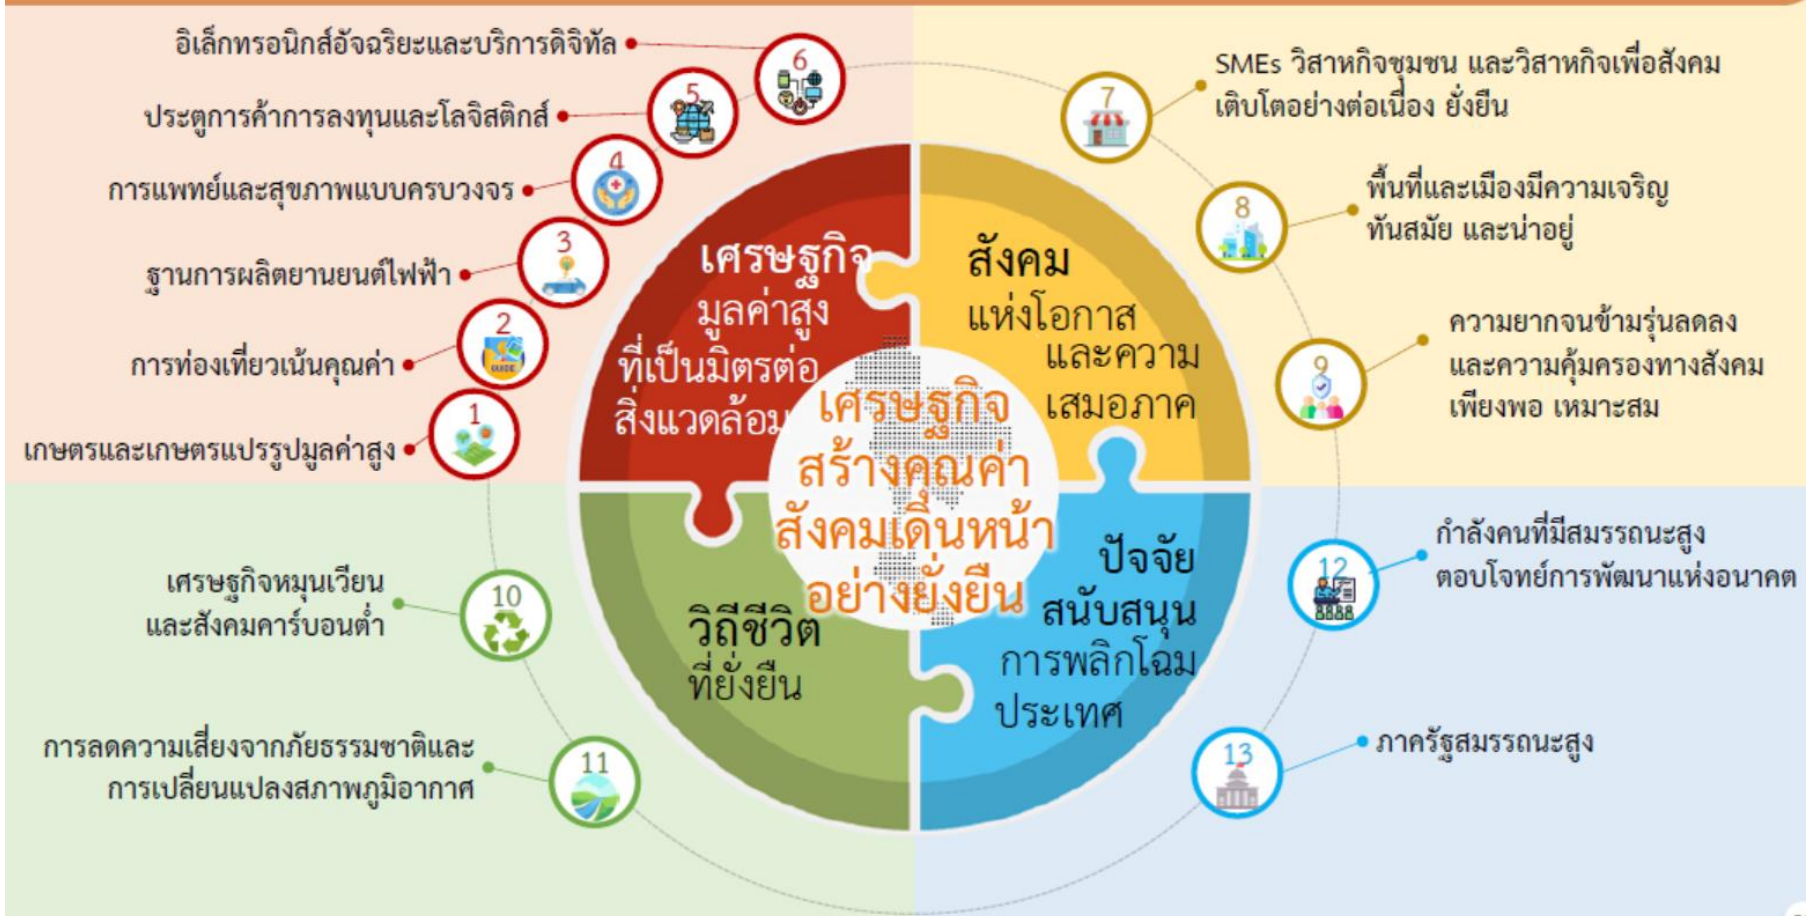 อิเล็กทรอนิกส์อัจฉริยะและบริการดิจิทัล
6
ประตูการค้าการลงทุนและโลจิสติกส์
5
การแพทย์และสุขภาพแบบครบวงจร
4
ฐานการผลิตยานยนต์ไฟฟ้า
3
การท่องเที่ยวเน้นคุณค่า
2
GUIDE
เกษตรและเกษตรแปรรูปมูลค่าสูง
1
เศรษฐกิจ
มูลค่าสูง
ที่เป็นมิตรต่อ
สิ่งแวดล้อม
สังคม
แห่งโอกาส
และความ
เสมอภาค
7
SMEs วิสาหกิจชุมชน และวิสาหกิจเพื่อสังคม
เติบโตอย่างต่อเนื่อง ยั่งยืน
8
พื้นที่และเมืองมีความเจริญ
ทันสมัย และน่าอยู่
9
ความยากจนข้ามรุ่นลดลง
และความคุ้มครองทางสังคม
เพียงพอ เหมาะสม
เศรษฐกิจ
สร้างคุณค่า
สังคมเดินหน้า
อย่างยั่งยืน
เศรษฐกิจหมุนเวียน
และสังคมคาร์บอนต่ำ
10
การลดความเสี่ยงจากภัยธรรมชาติและ
การเปลี่ยนแปลงสภาพภูมิอากาศ
11
วิถีชีวิต
ที่ยั่งยืน
ปัจจัย
สนับสนุน
การพลิกโฉม
ประเทศ
12
กำลังคนที่มีสมรรถนะสูง
ตอบโจทย์การพัฒนาแห่งอนาคต
13
ภาครัฐสมรรถนะสูง